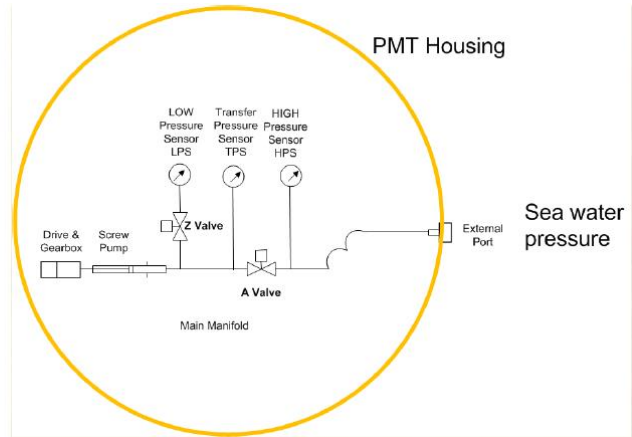 PMT Housing
LOW
Pressure
Sensor
LPS
Transfer
Pressure
Sensor
TPS
HIGH
Pressure
Sensor
HPS
Drive &
Gearbox
Screw
Pump
Z Valve
A Valve
External
Port
Sea water
pressure
Main Manifold